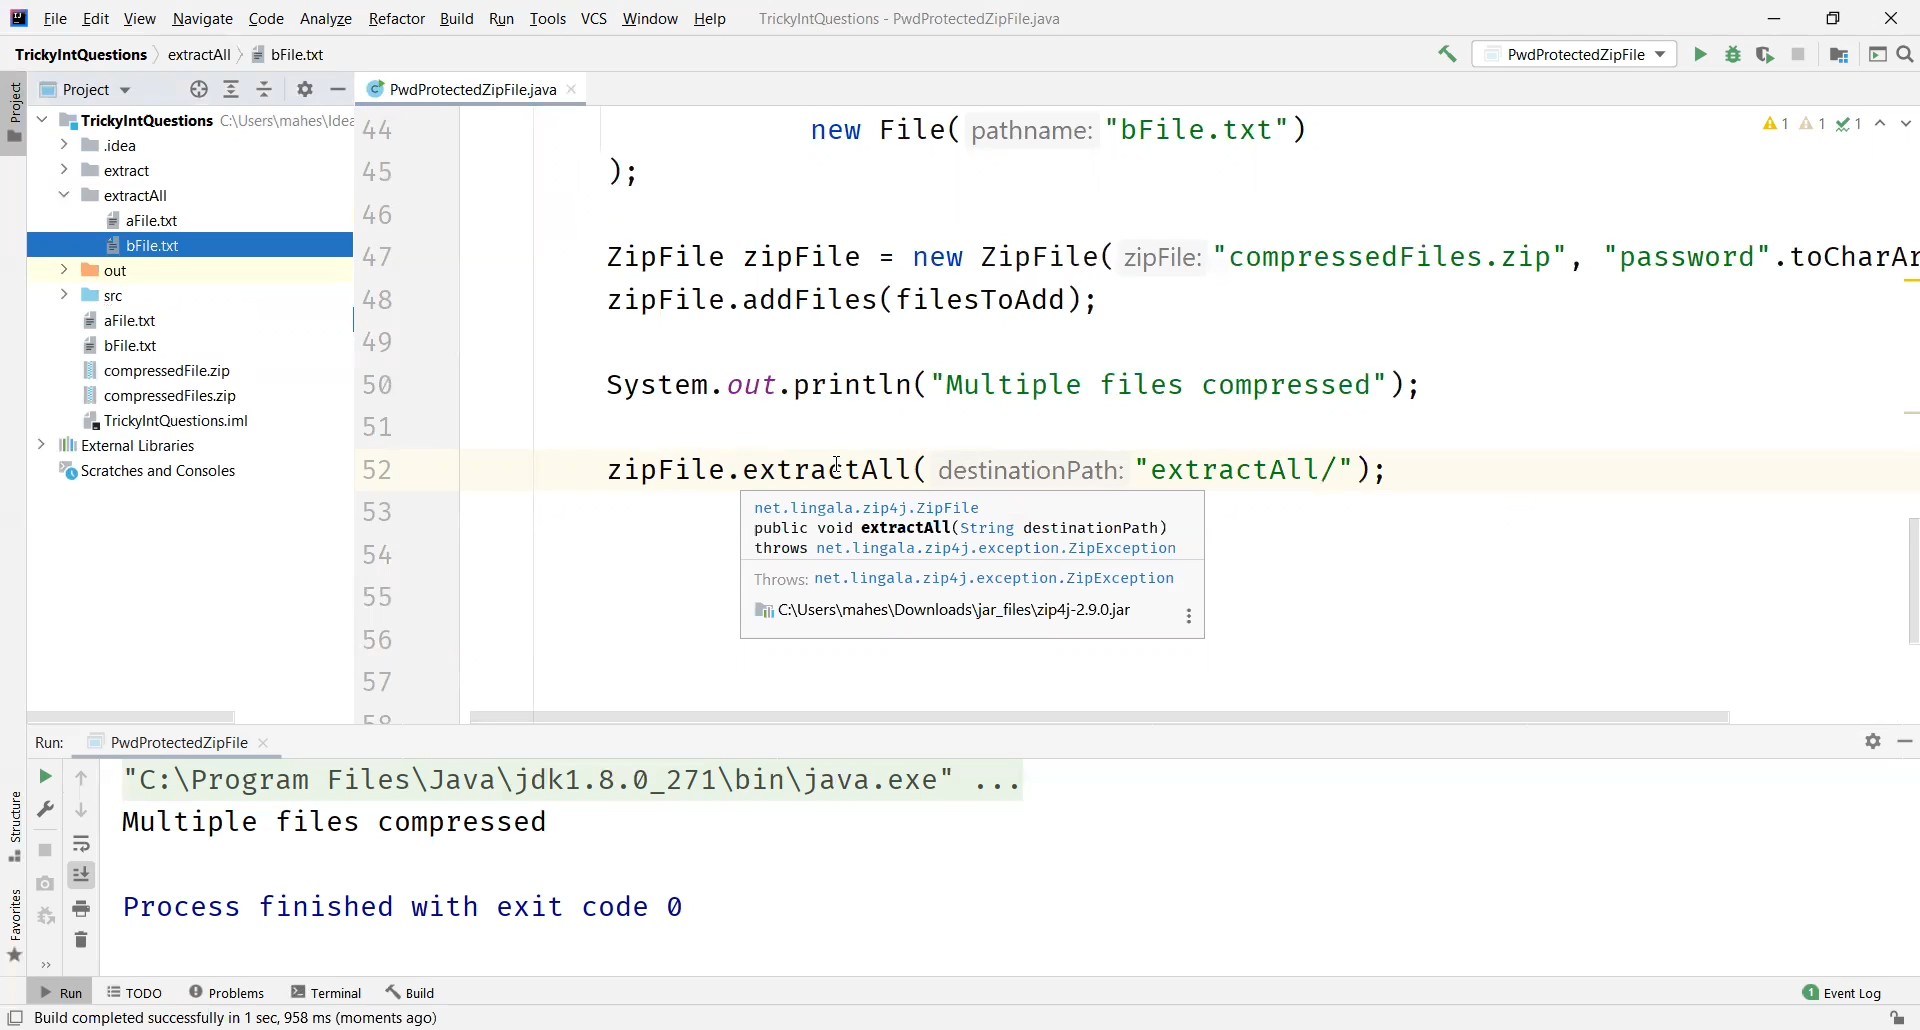 File Edit View Navigate Code Analyze Refactor Build Run Tools VCS Window Help TrickyIntQuestions - PwdProtectedZipFile.java
TrickyIntQuestions extractAll bFile.txt PwdProtectedZipFile
Project
Project
PwdProtectedZipFile.java
TrickyIntQuestions C:\Users\mahes\Idea
.idea
extract
extractAll
aFile.txt
bFile.txt
out
src
aFile.txt
bFile.txt
compressedFile.zip
compressedFiles.zip
TrickyIntQuestions.iml
External Libraries
Scratches and Consoles
1 1 1
44 new File( pathname: "bFile.txt")
45 );
46
47 ZipFile zipFile = new ZipFile( zipFile: "compressedFiles.zip", "password".toCharAr
48 zipFile.addFiles(filesToAdd);
49
50 System.out.println("Multiple files compressed");
51
52 zipFile.extractAll( destinationPath: "extractAll/");
53
54
55
56
57
58
net.lingala.zip4j.ZipFile
public void extractAll(String destinationPath)
throws net.lingala.zip4j.exception.ZipException
Throws: net.lingala.zip4j.exception.ZipException
C:\Users\mahes\Downloads\jar_files\zip4j-2.9.0.jar
Run: PwdProtectedZipFile
"C:\Program Files\Java\jdk1.8.0_271\bin\java.exe" ...
Multiple files compressed
Process finished with exit code 0
Structure
Favorites
Run TODO Problems Terminal Build 1 Event Log
Build completed successfully in 1 sec, 958 ms (moments ago)